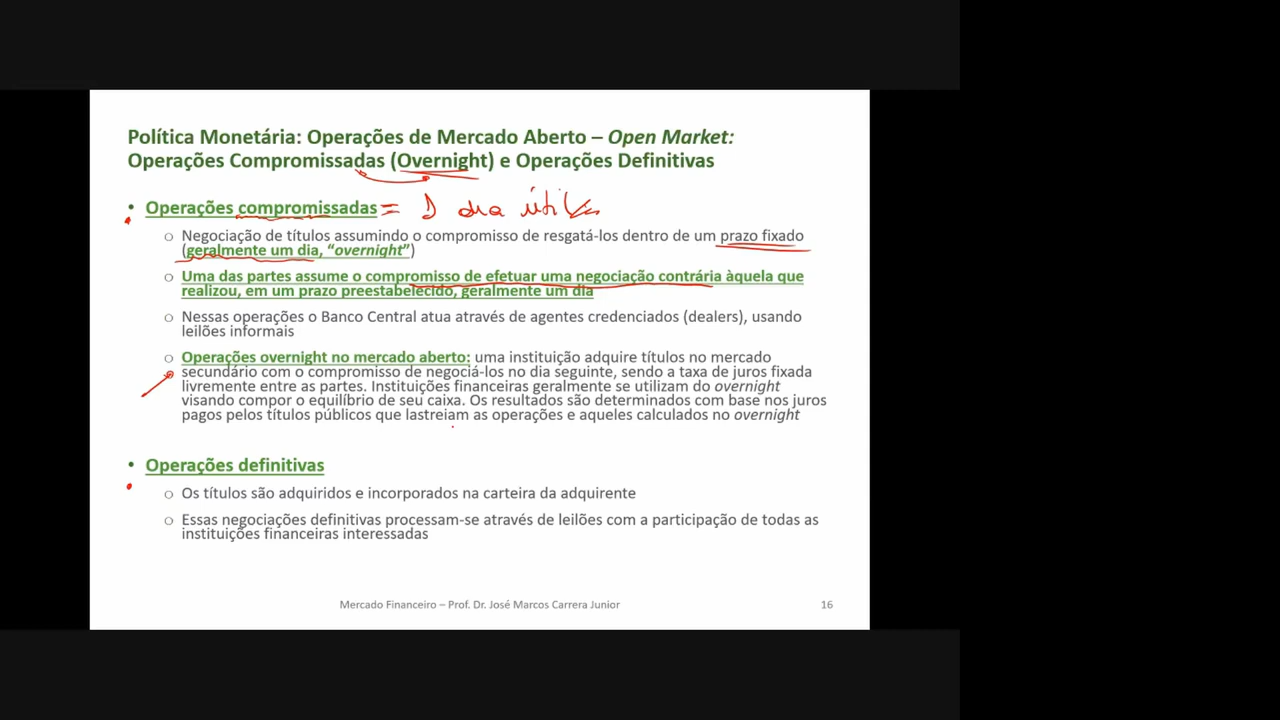 Política Monetária: Operações de Mercado Aberto – Open Market:
Operações Compromissadas (Overnight) e Operações Definitivas
• Operações compromissadas = 1 dia útil
○ Negociação de títulos assumindo o compromisso de resgatá-los dentro de um prazo fixado
(geralmente um dia, “overnight”)
○ Uma das partes assume o compromisso de efetuar uma negociação contrária àquela que
realizou, em um prazo preestabelecido, geralmente um dia
○ Nessas operações o Banco Central atua através de agentes credenciados (dealers), usando
leilões informais
○ Operações overnight no mercado aberto: uma instituição adquire títulos no mercado
secundário com o compromisso de negociá-los no dia seguinte, sendo a taxa de juros fixada
livremente entre as partes. Instituições financeiras geralmente se utilizam do overnight
visando compor o equilíbrio de seu caixa. Os resultados são determinados com base nos juros
pagos pelos títulos públicos que lastreiam as operações e aqueles calculados no overnight
• Operações definitivas
○ Os títulos são adquiridos e incorporados na carteira da adquirente
○ Essas negociações definitivas processam-se através de leilões com a participação de todas as
instituições financeiras interessadas
Mercado Financeiro – Prof. Dr. José Marcos Carrera Junior 16